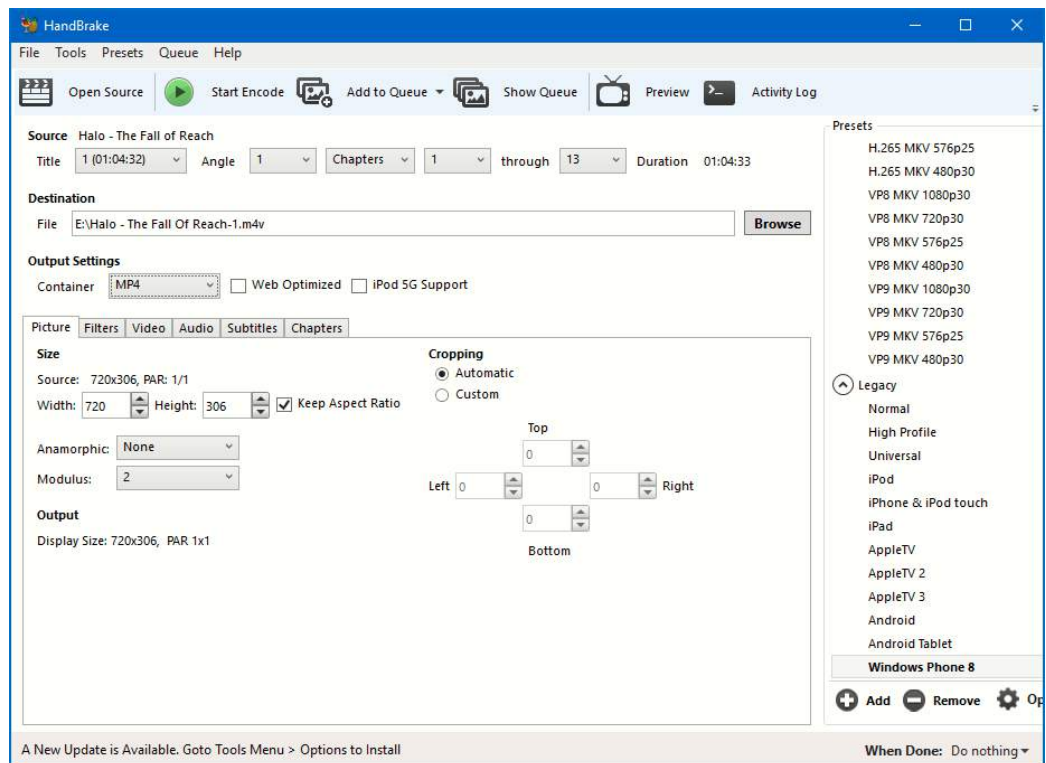 HandBrake
File Tools Presets Queue Help
Open Source Start Encode Add to Queue Show Queue Preview Activity Log
Source Halo - The Fall of Reach
Title 1 (01:04:32) Angle 1 Chapters 1 through 13 Duration 01:04:33
Destination
File E:\Halo - The Fall Of Reach-1.m4v Browse
Output Settings
Container MP4 Web Optimized iPod 5G Support
Picture Filters Video Audio Subtitles Chapters
Size
Source: 720x306, PAR: 1/1
Width: 720 Height: 306 Keep Aspect Ratio
Anamorphic: None
Modulus: 2
Output
Display Size: 720x306, PAR 1x1
Cropping
Automatic
Custom
Top
0
Left 0 0 Right
0
Bottom
Presets
H.265 MKV 576p25
H.265 MKV 480p30
VP8 MKV 1080p30
VP8 MKV 720p30
VP8 MKV 576p25
VP8 MKV 480p30
VP9 MKV 1080p30
VP9 MKV 720p30
VP9 MKV 576p25
VP9 MKV 480p30
Legacy
Normal
High Profile
Universal
iPod
iPhone & iPod touch
iPad
AppleTV
AppleTV 2
AppleTV 3
Android
Android Tablet
Windows Phone 8
Add Remove Op
A New Update is Available. Goto Tools Menu > Options to Install
When Done: Do nothing